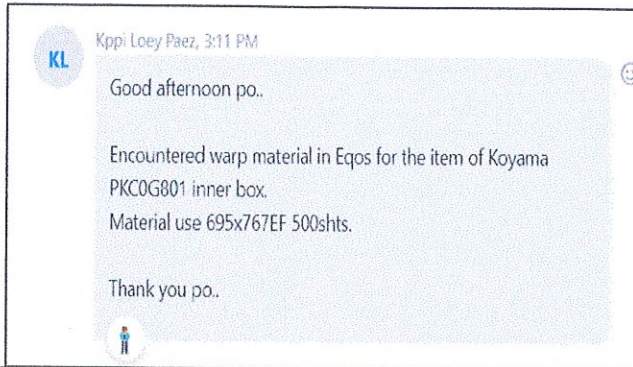 KL
Kppi Loey Paez, 3:11 PM
Good afternoon po..
Encountered warp material in Eqos for the item of Koyama
PKC0G801 inner box.
Material use 695x767EF 500shts.
Thank you po..